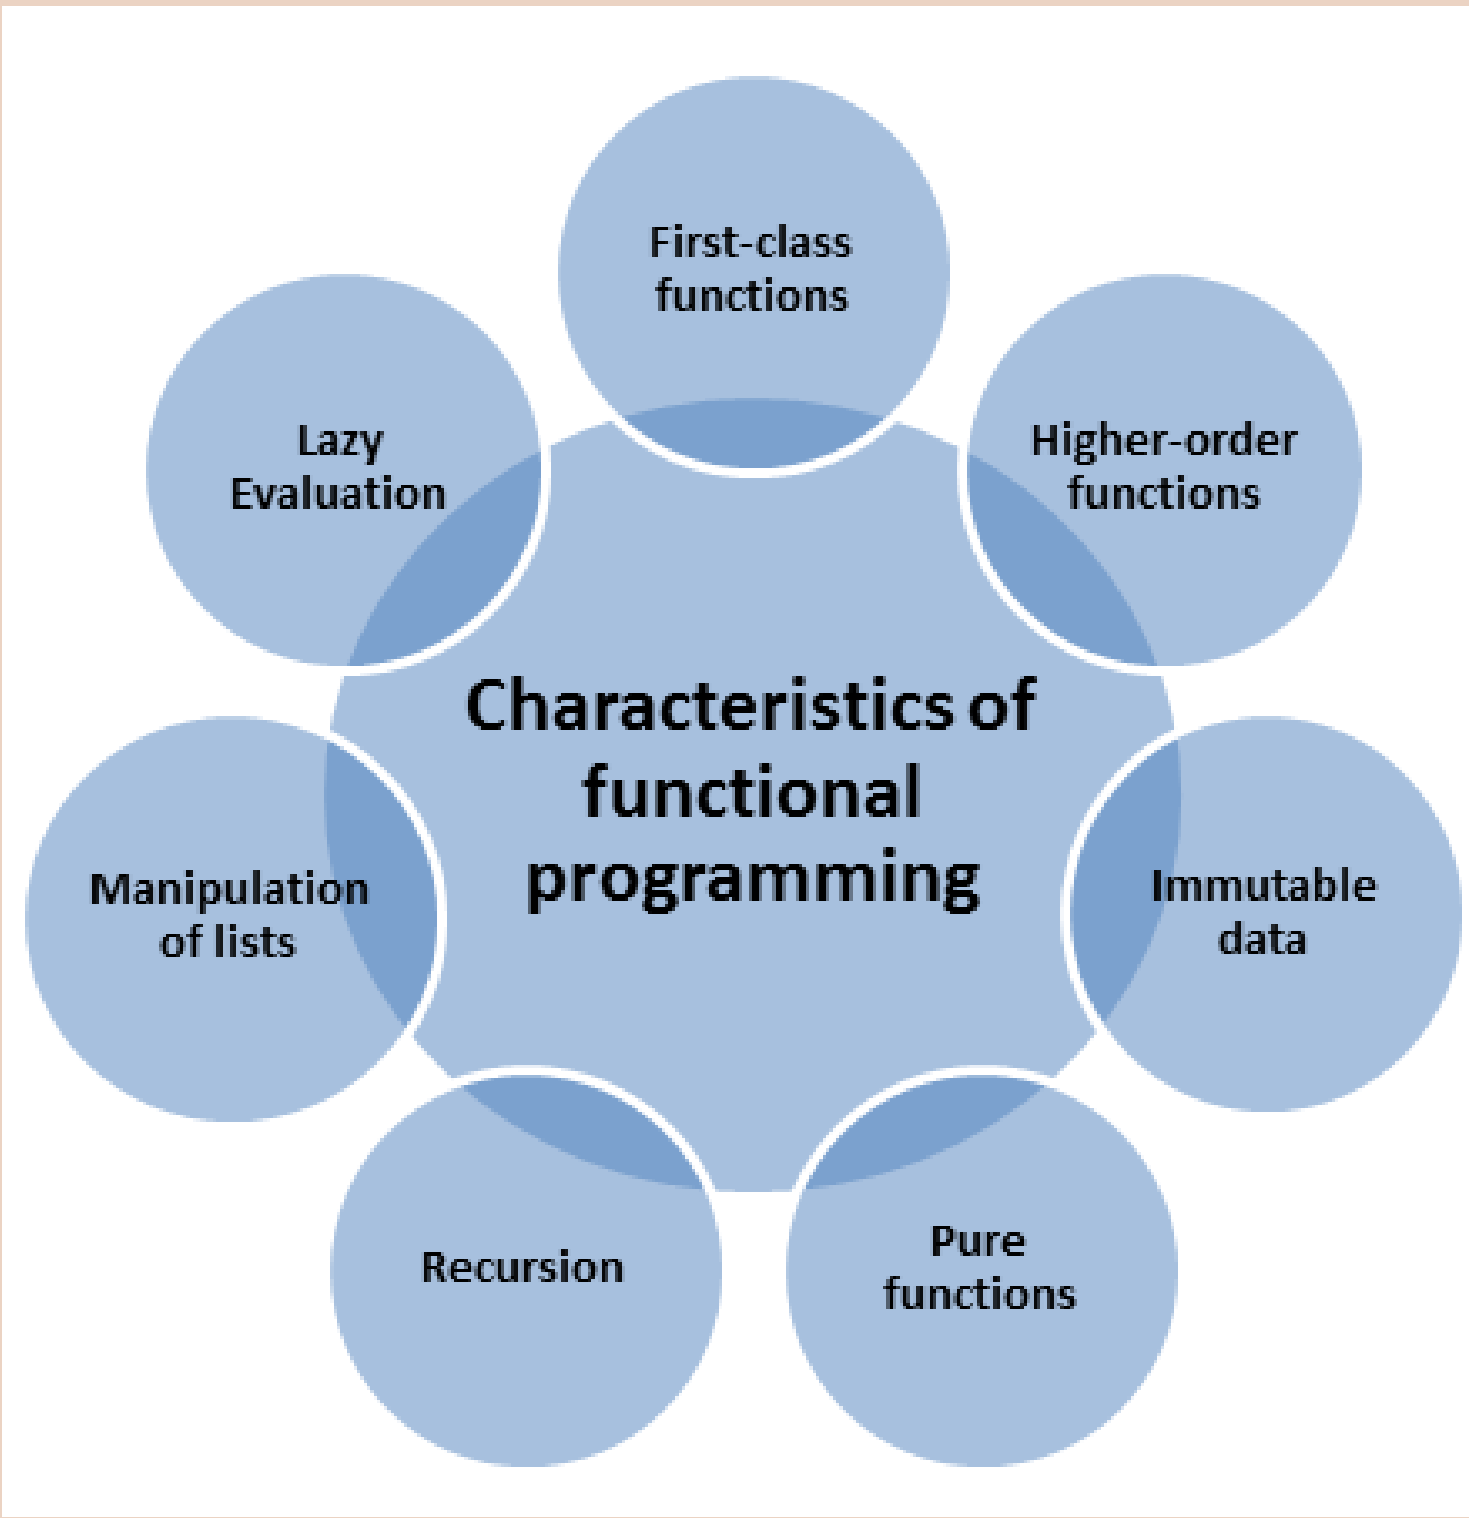 First-class
functions
Higher-order
functions
Immutable
data
Pure
functions
Recursion
Manipulation
of lists
Lazy
Evaluation
Characteristics of
functional
programming